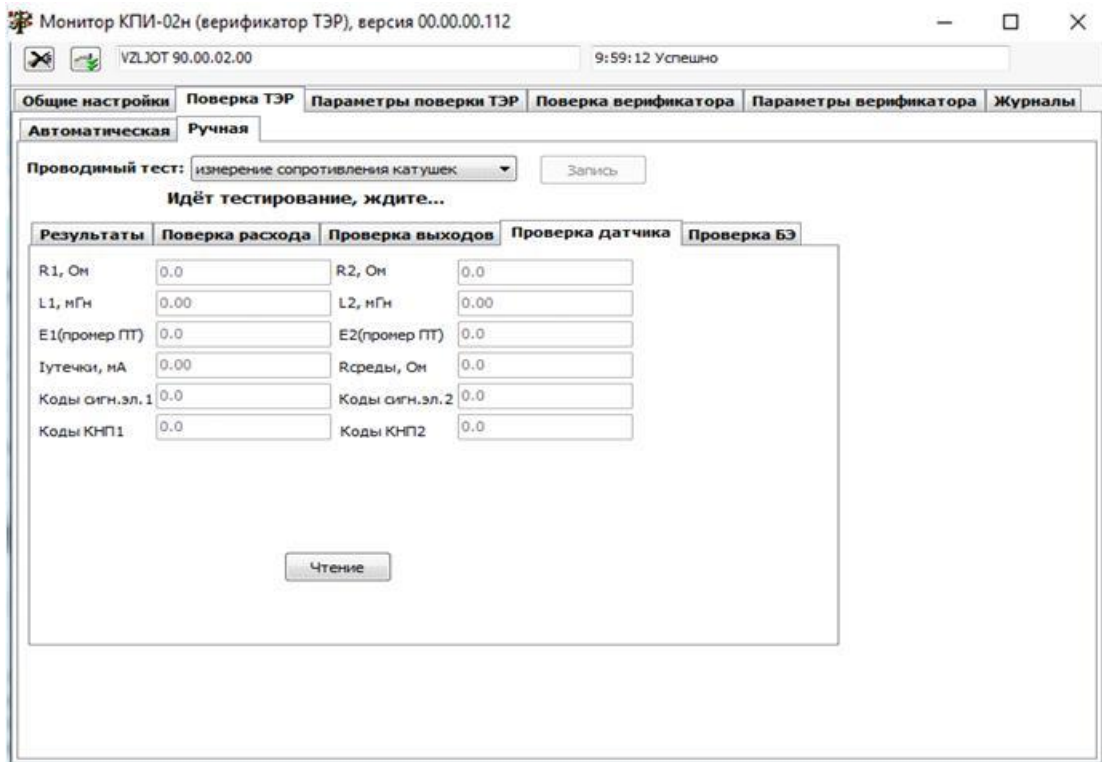 Монитор КПИ-02н (верификатор ТЭР), версия 00.00.00.112
VZLJOT 90.00.02.00 9:59:12 Успешно
Общие настройки Поверка ТЭР Параметры поверки ТЭР Поверка верификатора Параметры верификатора Журналы
Автоматическая Ручная
Проводимый тест: измерение сопротивления катушек Запись
Идёт тестирование, ждите...
Результаты Поверка расхода Проверка выходов Проверка датчика Проверка БЭ
R1, Ом 0.0 R2, Ом 0.0
L1, мГн 0.00 L2, мГн 0.00
E1(промер ПТ) 0.0 E2(промер ПТ) 0.0
Iутечки, мА 0.00 Rсреды, Ом 0.0
Коды сигн.эл.1 0.0 Коды сигн.эл.2 0.0
Коды КНП1 0.0 Коды КНП2 0.0
Чтение